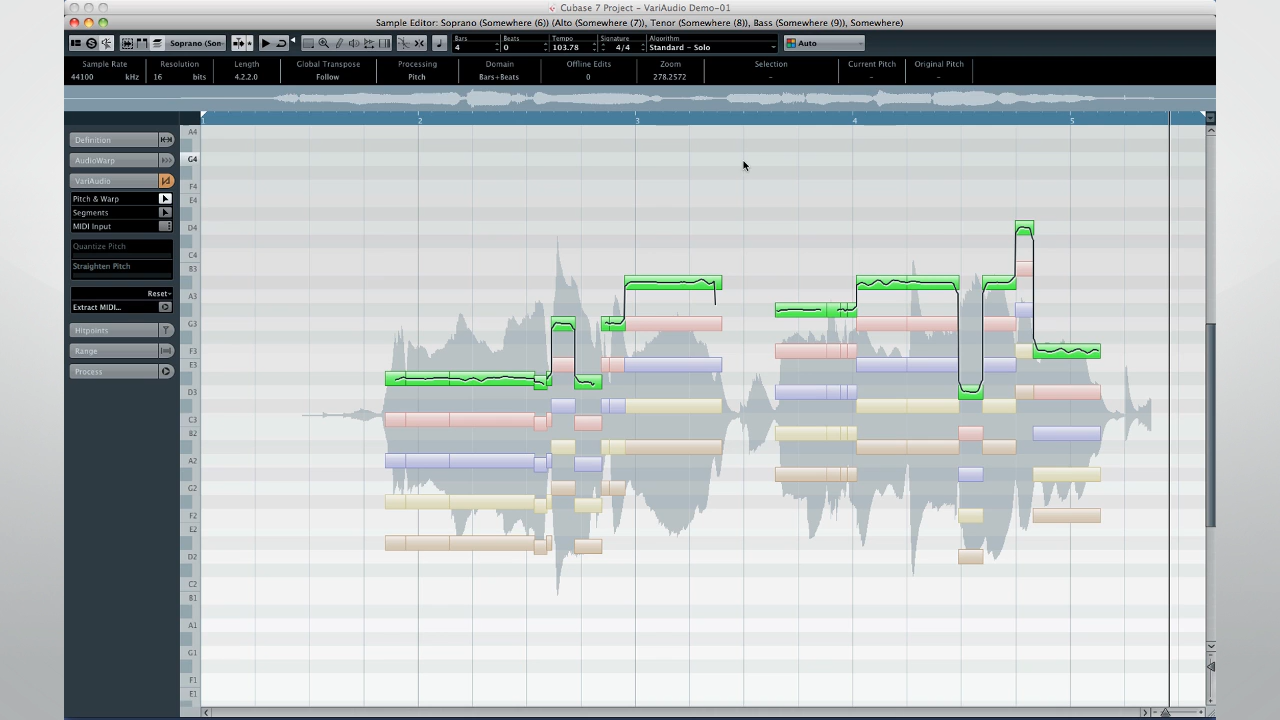 Cubase 7 Project - VariAudio Demo-01
Sample Editor: Soprano (Somewhere (6)) (Alto (Somewhere (7)), Tenor (Somewhere (8)), Bass (Somewhere (9)), Somewhere)
Soprano (Son
Bars
4
Beats
0
Tempo
103.78
Signature
4/4
Algorithm
Standard - Solo
Auto
Sample Rate
44100 kHz
Resolution
16 bits
Length
4.2.2.0
Global Transpose
Follow
Processing
Pitch
Domain
Bars+Beats
Offline Edits
0
Zoom
278.2572
Selection
-
Current Pitch
-
Original Pitch
-
1 2 3 4 5
Definition
AudioWarp
VariAudio
Pitch & Warp
Segments
MIDI Input
Quantize Pitch
Straighten Pitch
Reset
Extract MIDI...
Hitpoints
Range
Process
A4
G4
F4
E4
D4
C4
B3
A3
G3
F3
E3
D3
C3
B2
A2
G2
F2
E2
D2
C2
B1
A1
G1
F1
E1